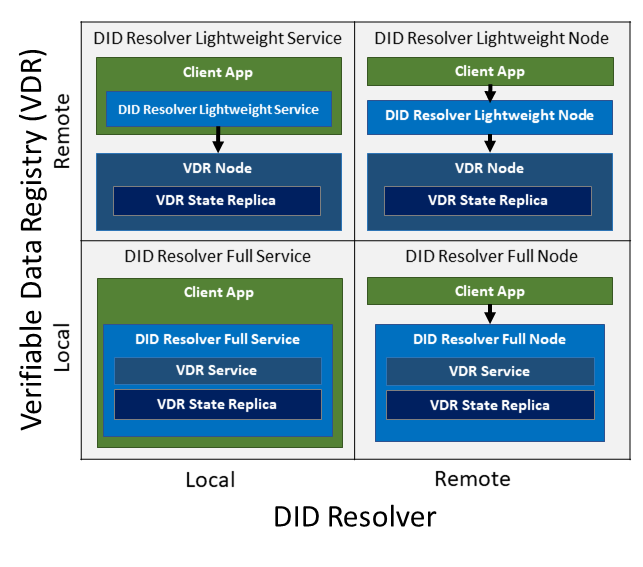 Verifiable Data Registry (VDR)
Remote
DID Resolver Lightweight Service
Client App
DID Resolver Lightweight Service
VDR Node
VDR State Replica
DID Resolver Lightweight Node
Client App
DID Resolver Lightweight Node
VDR Node
VDR State Replica
Local
DID Resolver Full Service
Client App
DID Resolver Full Service
VDR Service
VDR State Replica
DID Resolver Full Node
Client App
DID Resolver Full Node
VDR Service
VDR State Replica
Local
Remote
DID Resolver